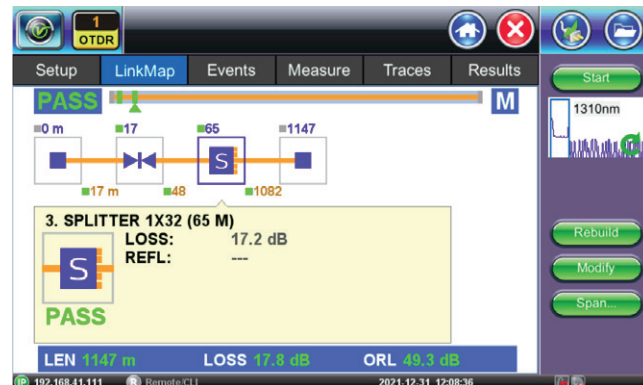 1
OTDR
Setup
LinkMap
Events
Measure
Traces
Results
Start
PASS
M
1310nm
0 m
17
65
1147
S
17 m
48
1082
3. SPLITTER 1X32 (65 M)
LOSS: 17.2 dB
REFL: ---
S
PASS
Rebuild
Modify
Span...
LEN 1147 m LOSS 17.8 dB ORL 49.3 dB
IP 192.168.41.111 R Remote/CLI 2021-12-31 12:08:36